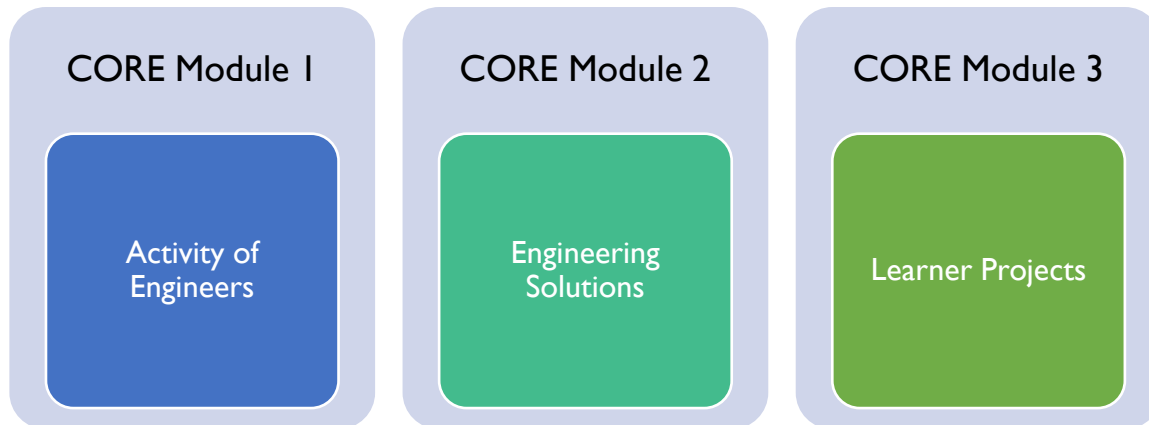 CORE Module 1
Activity of
Engineers
CORE Module 2
Engineering
Solutions
CORE Module 3
Learner Projects